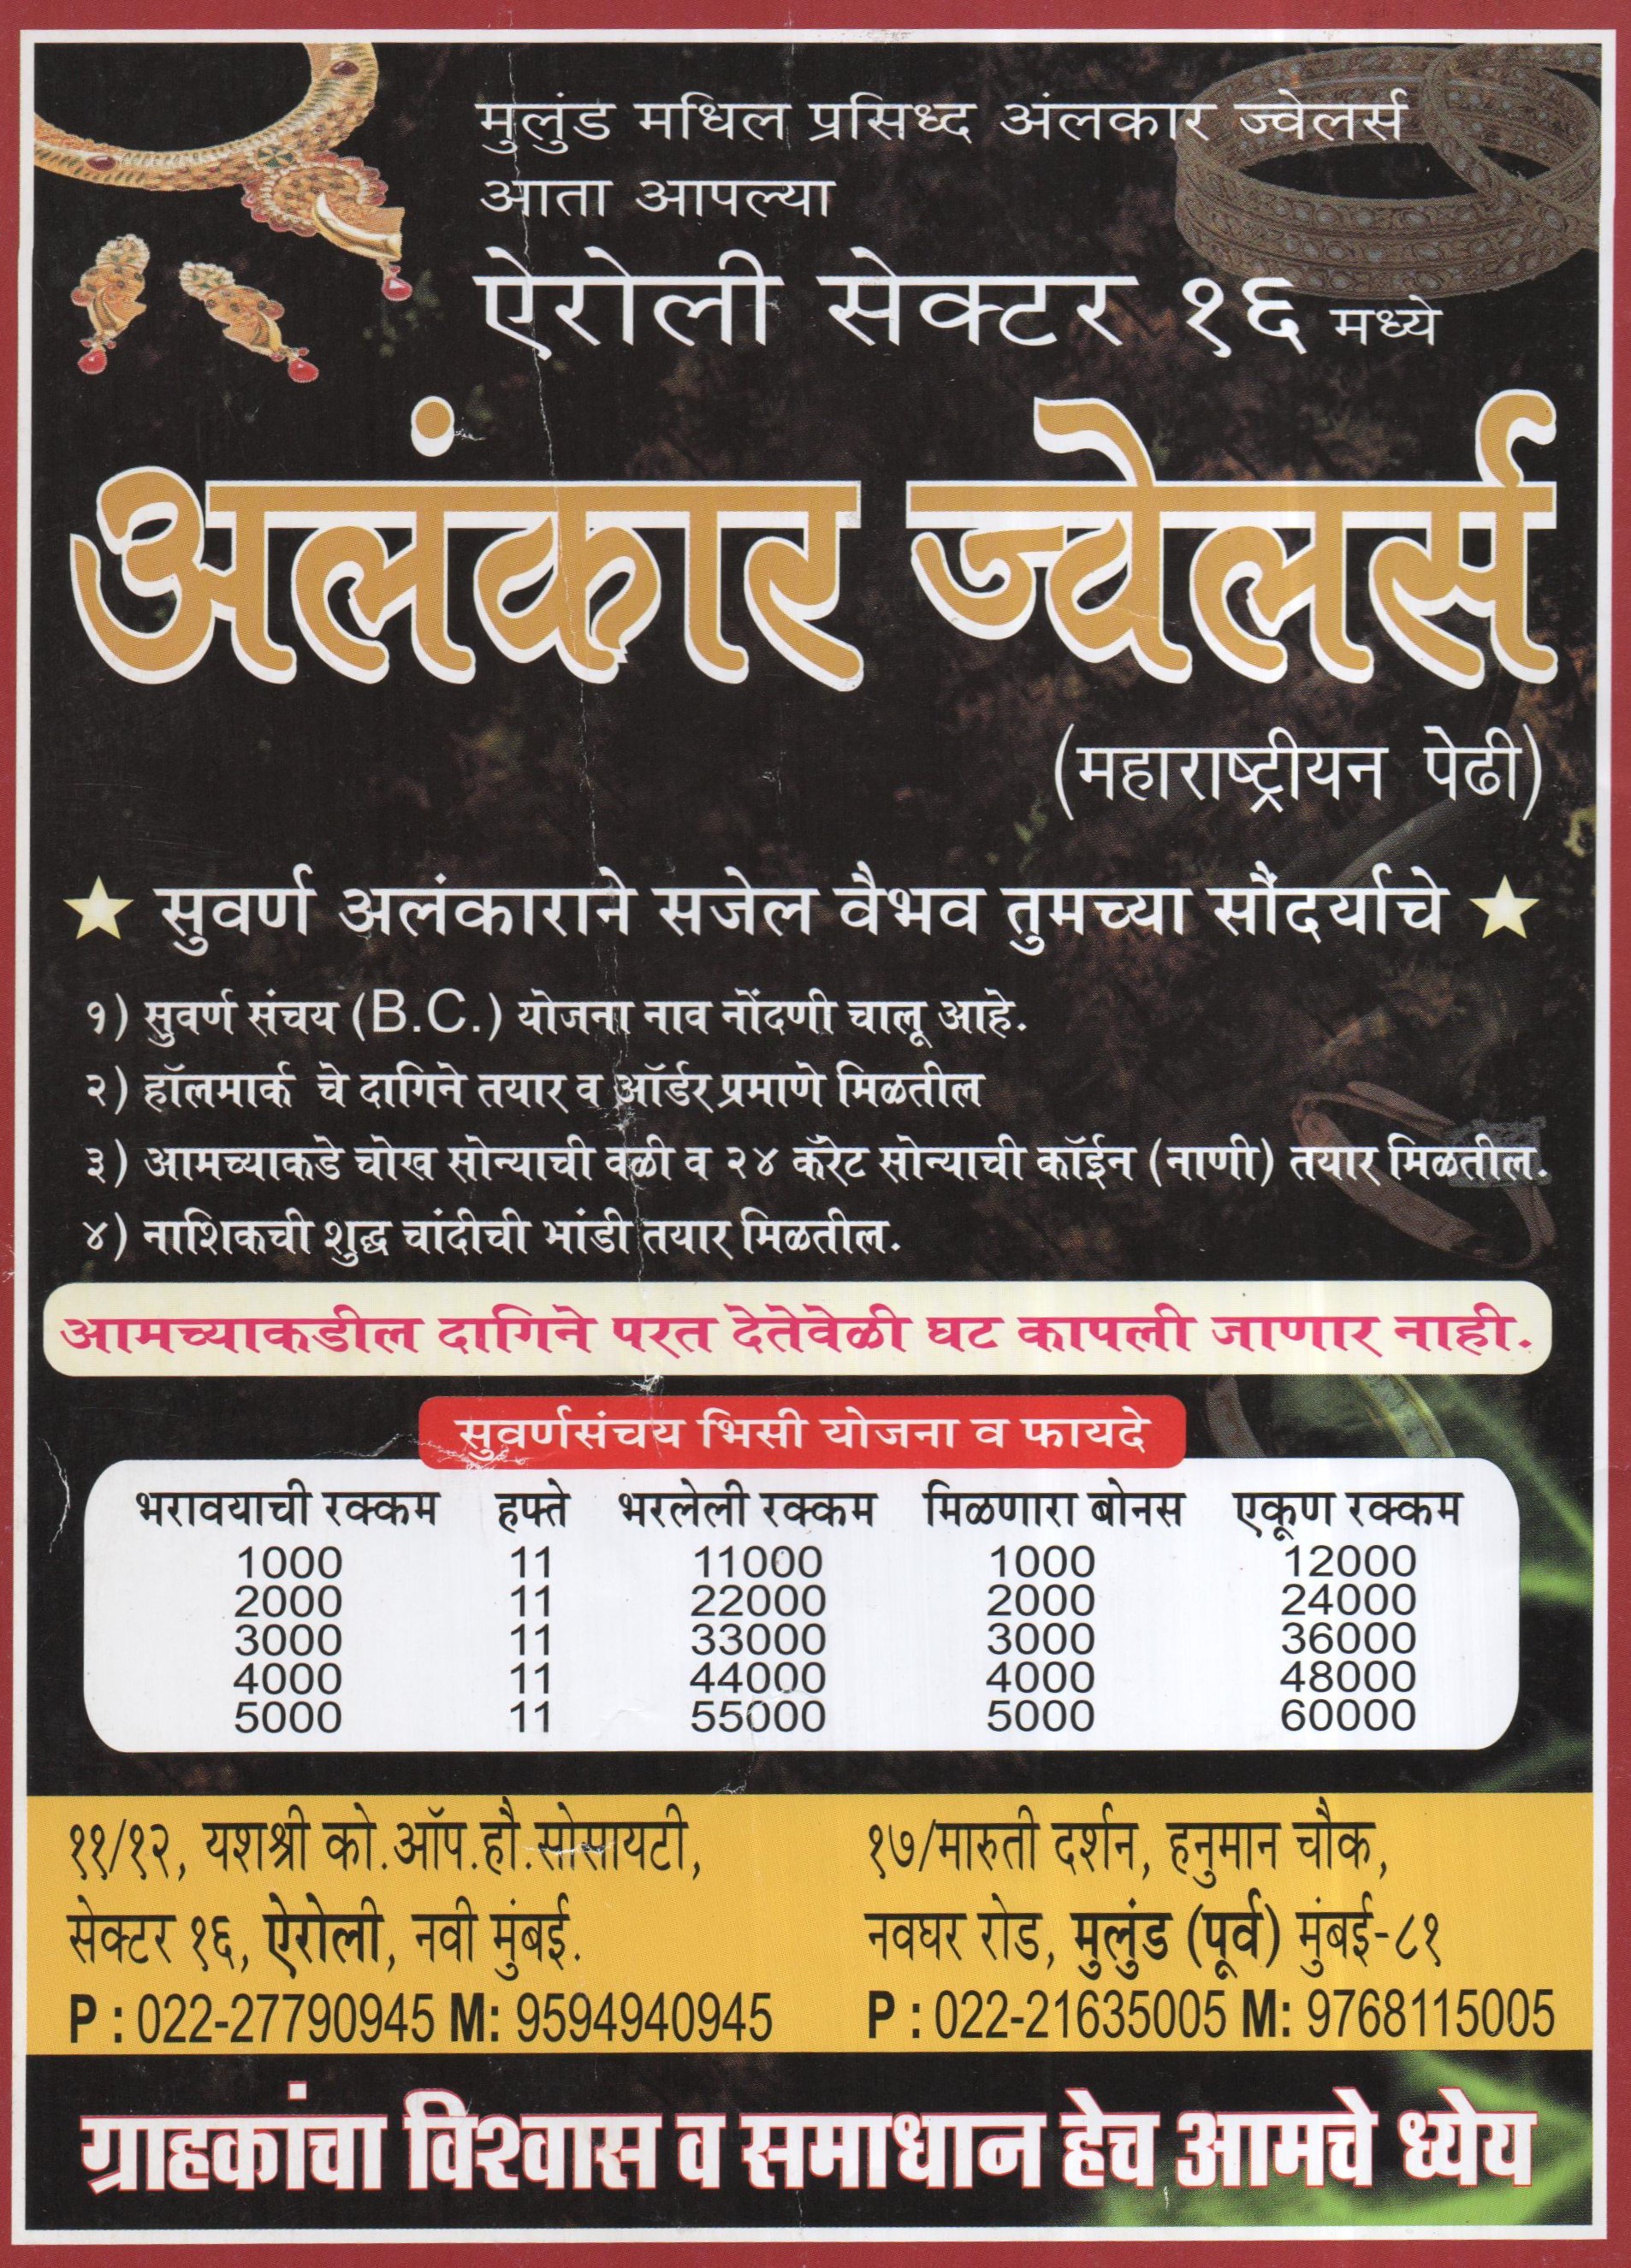 मुलुंड मधिल प्रसिध्द अंलकार ज्वेलर्स
आता आपल्या
ऐरोली सेक्टर १६ मध्ये
अलंकार ज्वेलर्स
(महाराष्ट्रीयन पेढी)
सुवर्ण अलंकाराने सजेल वैभव तुमच्या सौंदर्याचे
१) सुवर्ण संचय (B.C.) योजना नाव नोंदणी चालू आहे.
२) हॉलमार्क चे दागिने तयार व ऑर्डर प्रमाणे मिळतील
३) आमच्याकडे चोख सोन्याची वळी व २४ कॅरेट सोन्याची कॉईन (नाणी) तयार मिळतील.
४) नाशिकची शुद्ध चांदीची भांडी तयार मिळतील.
आमच्याकडील दागिने परत देतेवेळी घट कापली जाणार नाही.
सुवर्णसंचय भिसी योजना व फायदे
भरावयाची रक्कम हफ्ते भरलेली रक्कम मिळणारा बोनस एकूण रक्कम
1000 11 11000 1000 12000
2000 11 22000 2000 24000
3000 11 33000 3000 36000
4000 11 44000 4000 48000
5000 11 55000 5000 60000
११/१२, यशश्री को.ऑप.हौ.सोसायटी,
सेक्टर १६, ऐरोली, नवी मुंबई.
P : 022-27790945 M: 9594940945
१७/मारुती दर्शन, हनुमान चौक,
नवघर रोड, मुलुंड (पूर्व) मुंबई-८१
P : 022-21635005 M: 9768115005
ग्राहकांचा विश्वास व समाधान हेच आमचे ध्येय